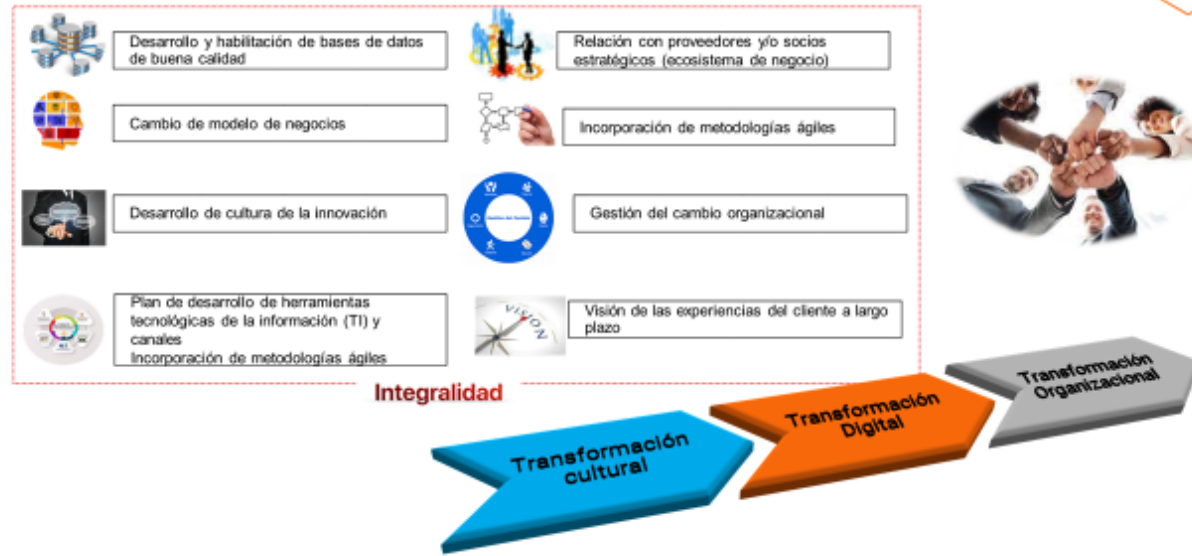 Desarrollo y habilitación de bases de datos
de buena calidad
Relación con proveedores y/o socios
estratégicos (ecosistema de negocio)
Cambio de modelo de negocios
Incorporación de metodologías ágiles
Desarrollo de cultura de la innovación
Gestión del cambio organizacional
Plan de desarrollo de herramientas
tecnológicas de la información (TI) y
canales
Incorporación de metodologías ágiles
VISION
Visión de las experiencias del cliente a largo
plazo
Integralidad
Transformación
cultural
Transformación
Digital
Transformación
Organizacional